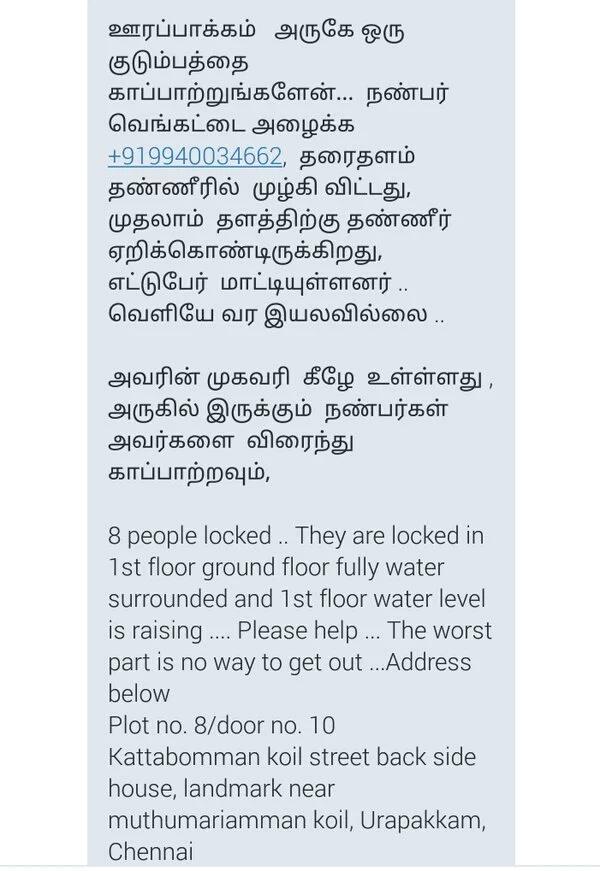 ஊரப்பாக்கம் அருகே ஒரு
குடும்பத்தை
காப்பாற்றுங்களேன்... நண்பர்
வெங்கட்டை அழைக்க
+919940034662, தரைதளம்
தண்ணீரில் முழ்கி விட்டது,
முதலாம் தளத்திற்கு தண்ணீர்
ஏறிக்கொண்டிருக்கிறது,
எட்டுபேர் மாட்டியுள்ளனர் ..
வெளியே வர இயலவில்லை ..
அவரின் முகவரி கீழே உள்ள்ளது ,
அருகில் இருக்கும் நண்பர்கள்
அவர்களை விரைந்து
காப்பாற்றவும்,
8 people locked .. They are locked in
1st floor ground floor fully water
surrounded and 1st floor water level
is raising .... Please help ... The worst
part is no way to get out ...Address
below
Plot no. 8/door no. 10
Kattabomman koil street back side
house, landmark near
muthumariamman koil, Urapakkam,
Chennai